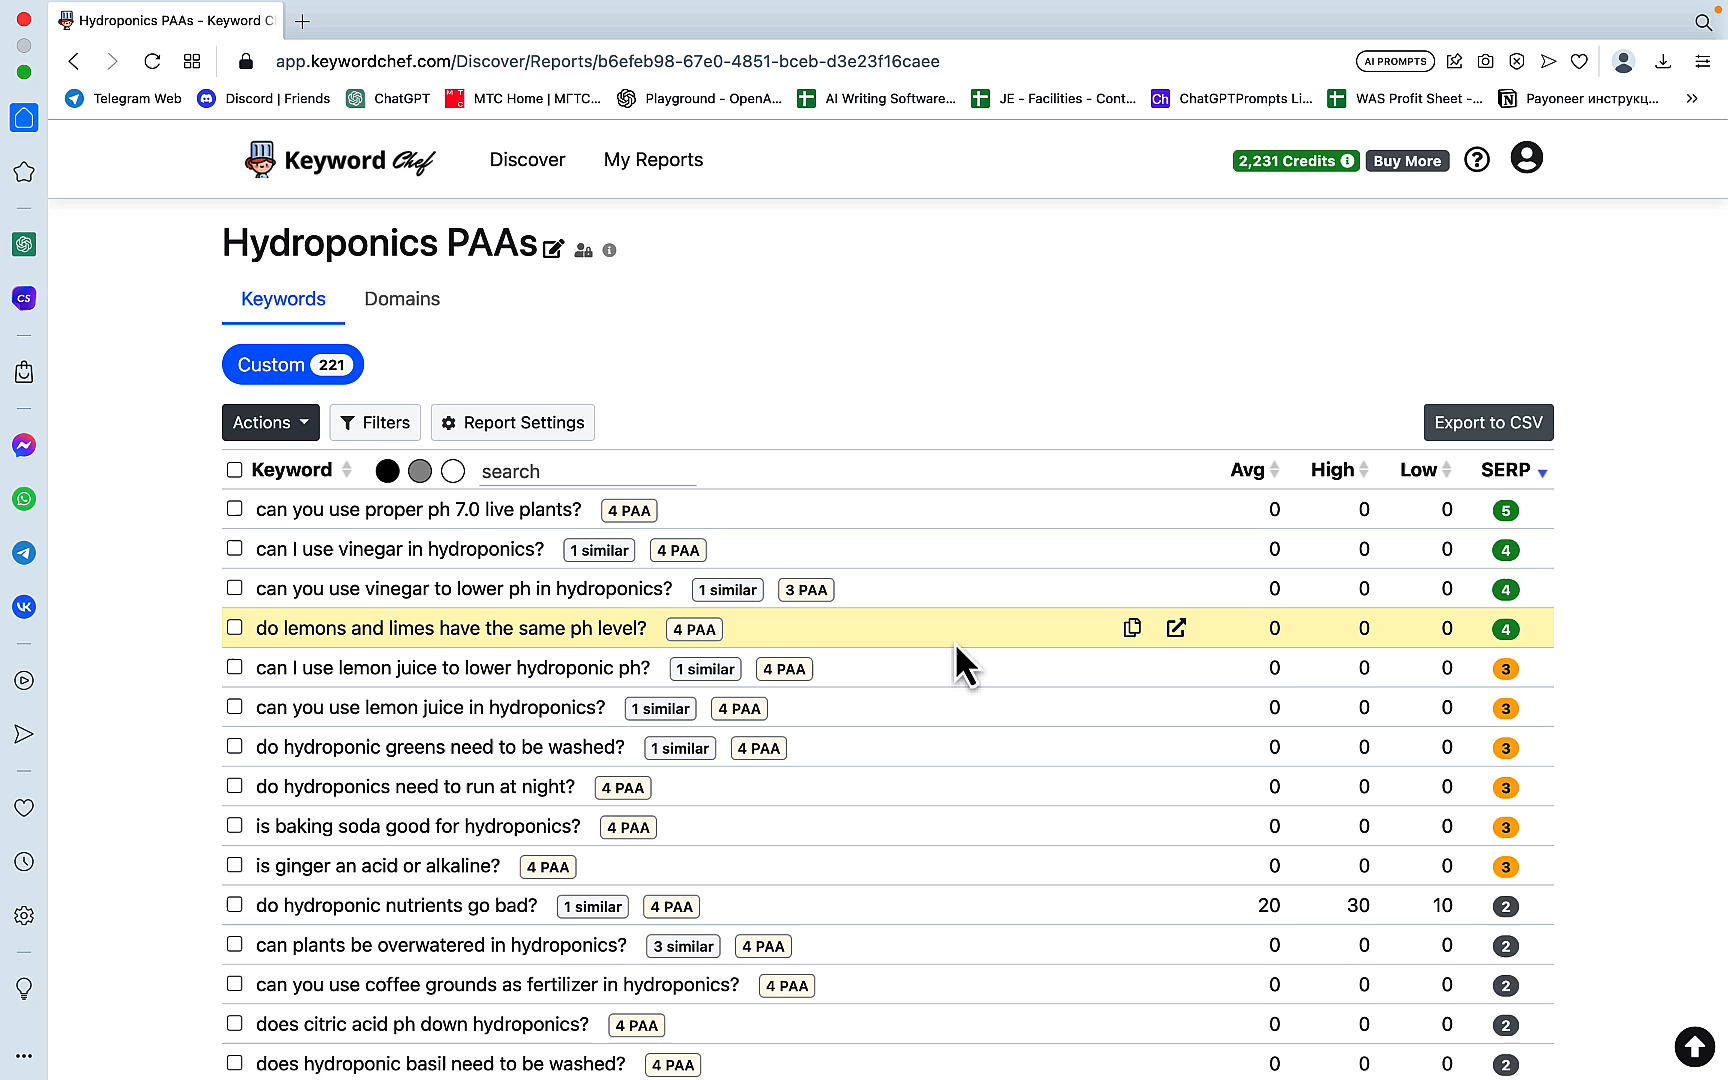 Hydroponics PAAs - Keyword C
app.keywordchef.com/Discover/Reports/b6efeb98-67e0-4851-bceb-d3e23f16caee
AI PROMPTS
Telegram Web Discord | Friends ChatGPT МТС Home | МГТС... Playground - OpenA... AI Writing Software... JE - Facilities - Cont... Ch ChatGPTPrompts Li... WAS Profit Sheet -... Payoneer инструкц... »
Keyword Chef Discover My Reports 2,231 Credits Buy More
Hydroponics PAAs
Keywords Domains
Custom 221
Actions Filters Report Settings Export to CSV
Keyword search Avg High Low SERP
can you use proper ph 7.0 live plants? 4 PAA 0 0 0 5
can I use vinegar in hydroponics? 1 similar 4 PAA 0 0 0 4
can you use vinegar to lower ph in hydroponics? 1 similar 3 PAA 0 0 0 4
do lemons and limes have the same ph level? 4 PAA 0 0 0 4
can I use lemon juice to lower hydroponic ph? 1 similar 4 PAA 0 0 0 3
can you use lemon juice in hydroponics? 1 similar 4 PAA 0 0 0 3
do hydroponic greens need to be washed? 1 similar 4 PAA 0 0 0 3
do hydroponics need to run at night? 4 PAA 0 0 0 3
is baking soda good for hydroponics? 4 PAA 0 0 0 3
is ginger an acid or alkaline? 4 PAA 0 0 0 3
do hydroponic nutrients go bad? 1 similar 4 PAA 20 30 10 2
can plants be overwatered in hydroponics? 3 similar 4 PAA 0 0 0 2
can you use coffee grounds as fertilizer in hydroponics? 4 PAA 0 0 0 2
does citric acid ph down hydroponics? 4 PAA 0 0 0 2
does hydroponic basil need to be washed? 4 PAA 0 0 0 2
CS